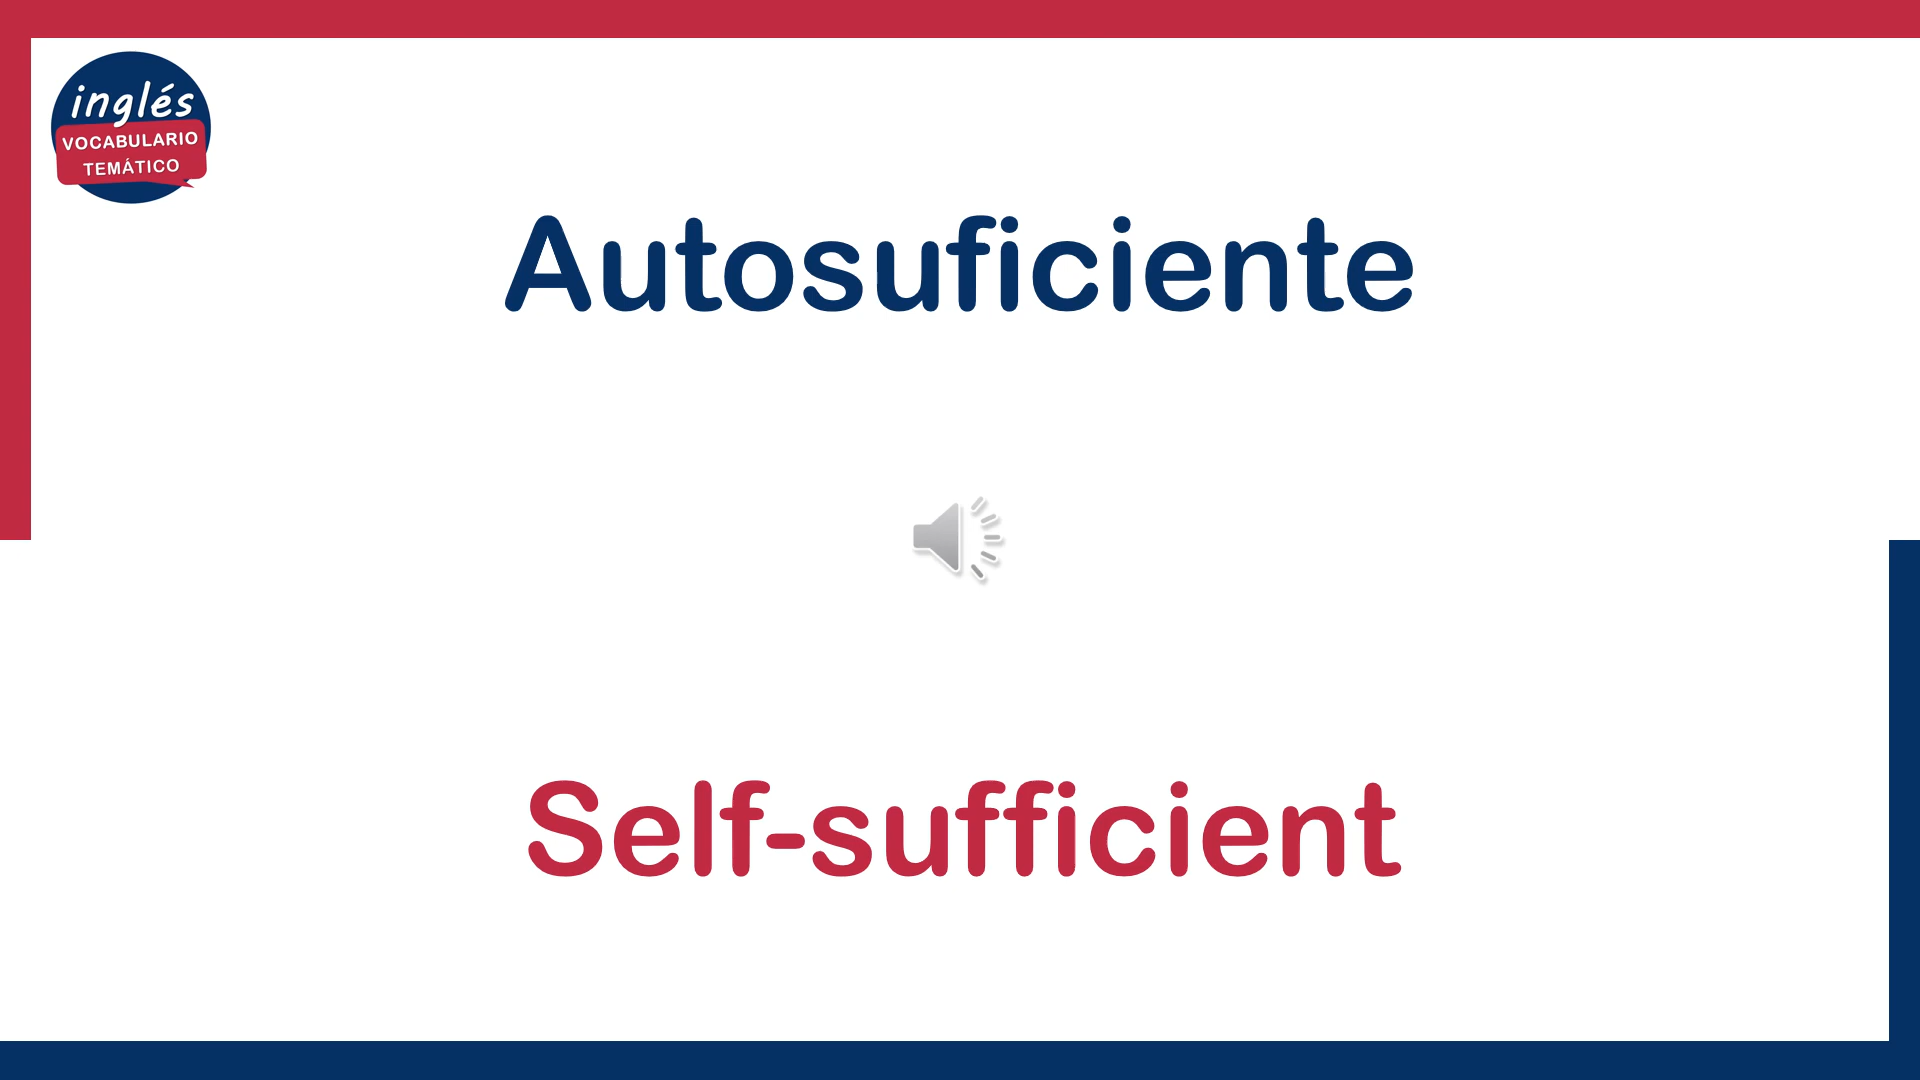 inglés
VOCABULARIO
TEMÁTICO
Autosuficiente
Self-sufficient